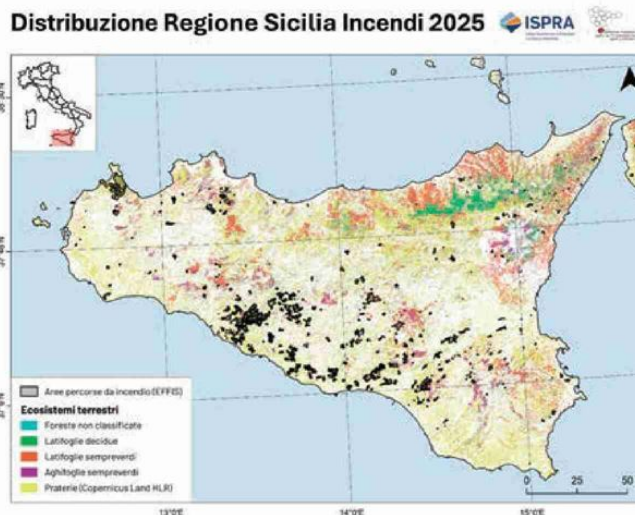 Distribuzione Regione Sicilia Incendi 2025
ISPRA
Aree percorse da incendio (EFFIS)
Ecosistemi terrestri
Foreste non classificate
Latifoglie decidue
Latifoglie sempreverdi
Aghifoglie sempreverdi
Praterie (Copernicus Land HLR)
0 25 50
13°0'E 14°0'E 15°0'E